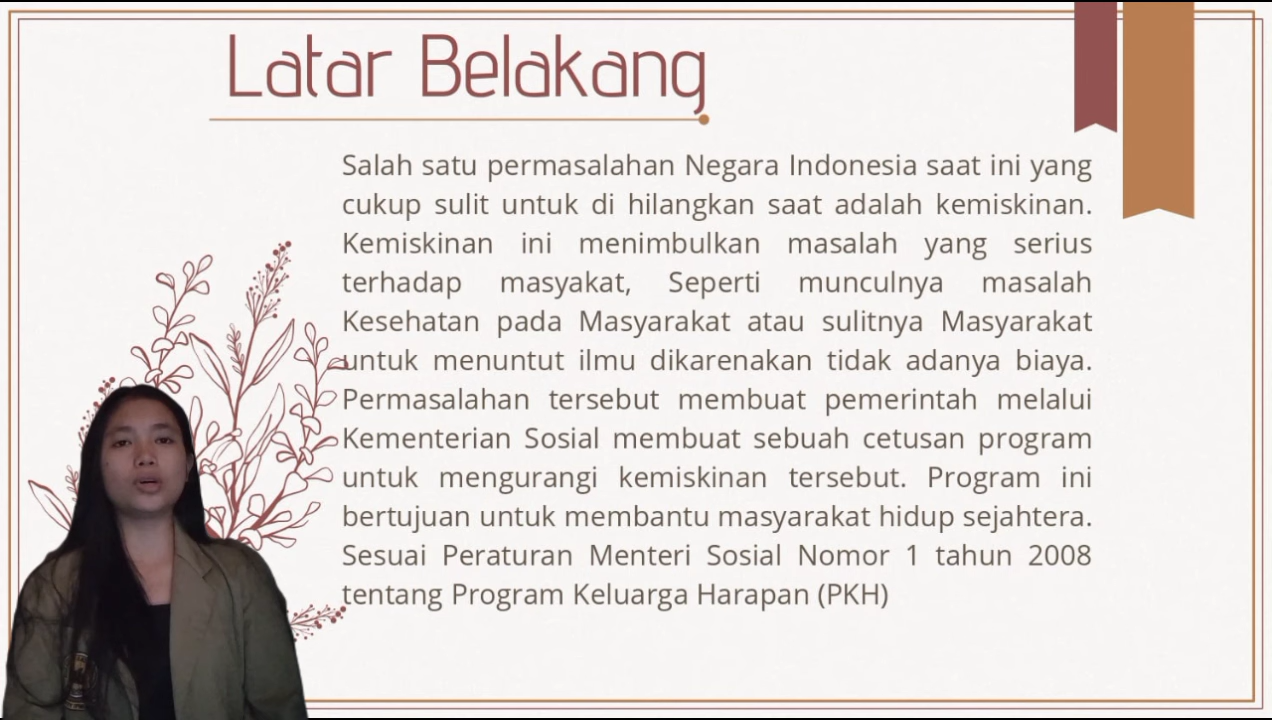 Latar Belakang
Salah satu permasalahan Negara Indonesia saat ini yang
cukup sulit untuk di hilangkan saat adalah kemiskinan.
Kemiskinan ini menimbulkan masalah yang serius
terhadap masyakat, Seperti munculnya masalah
Kesehatan pada Masyarakat atau sulitnya Masyarakat
untuk menuntut ilmu dikarenakan tidak adanya biaya.
Permasalahan tersebut membuat pemerintah melalui
Kementerian Sosial membuat sebuah cetusan program
untuk mengurangi kemiskinan tersebut. Program ini
bertujuan untuk membantu masyarakat hidup sejahtera.
Sesuai Peraturan Menteri Sosial Nomor 1 tahun 2008
tentang Program Keluarga Harapan (PKH)